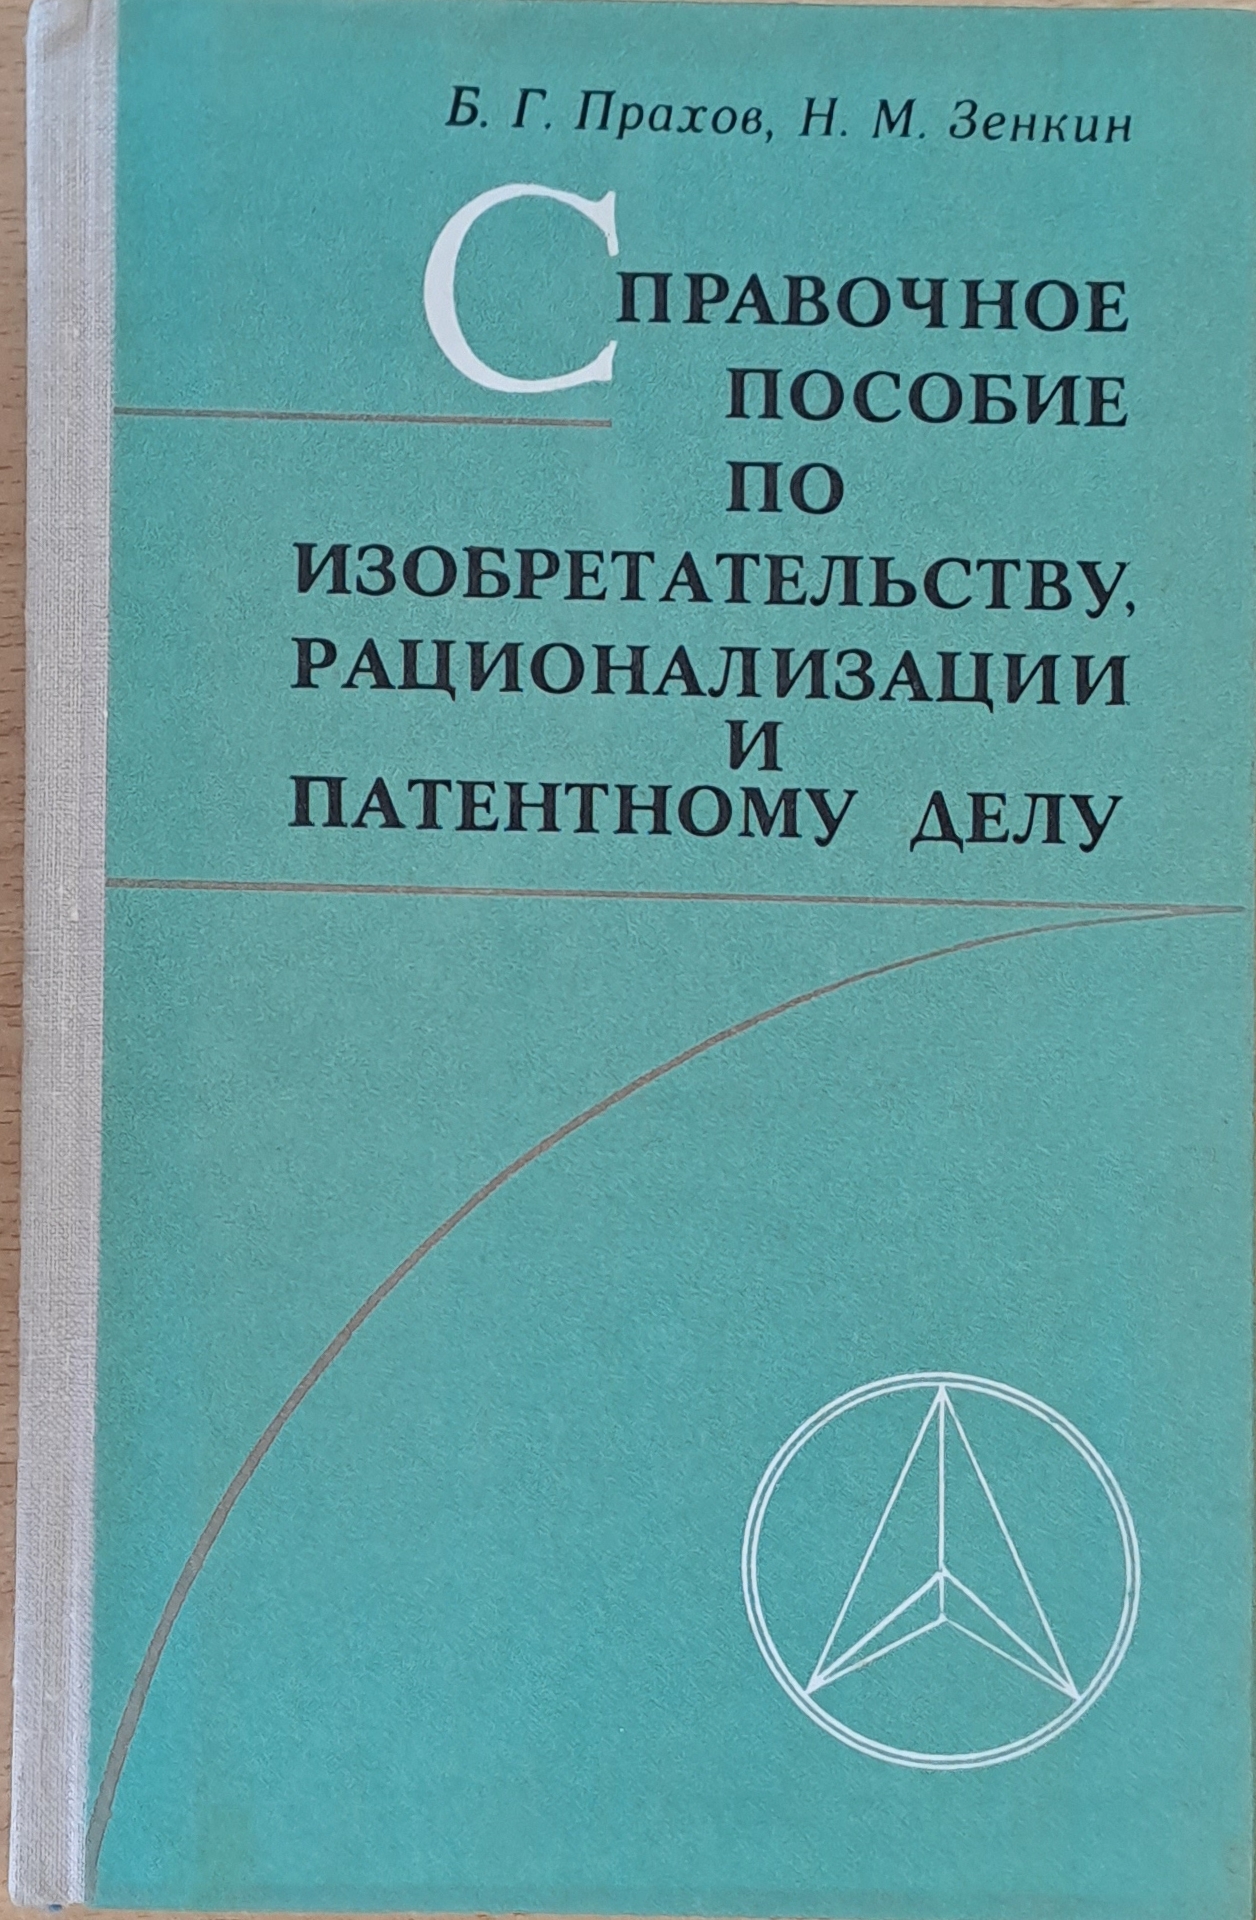 Б. Г. Прахов, Н. М. Зенкин
СПРАВОЧНОЕ
ПОСОБИЕ
ПО
ИЗОБРЕТАТЕЛЬСТВУ,
РАЦИОНАЛИЗАЦИИ
И
ПАТЕНТНОМУ ДЕЛУ